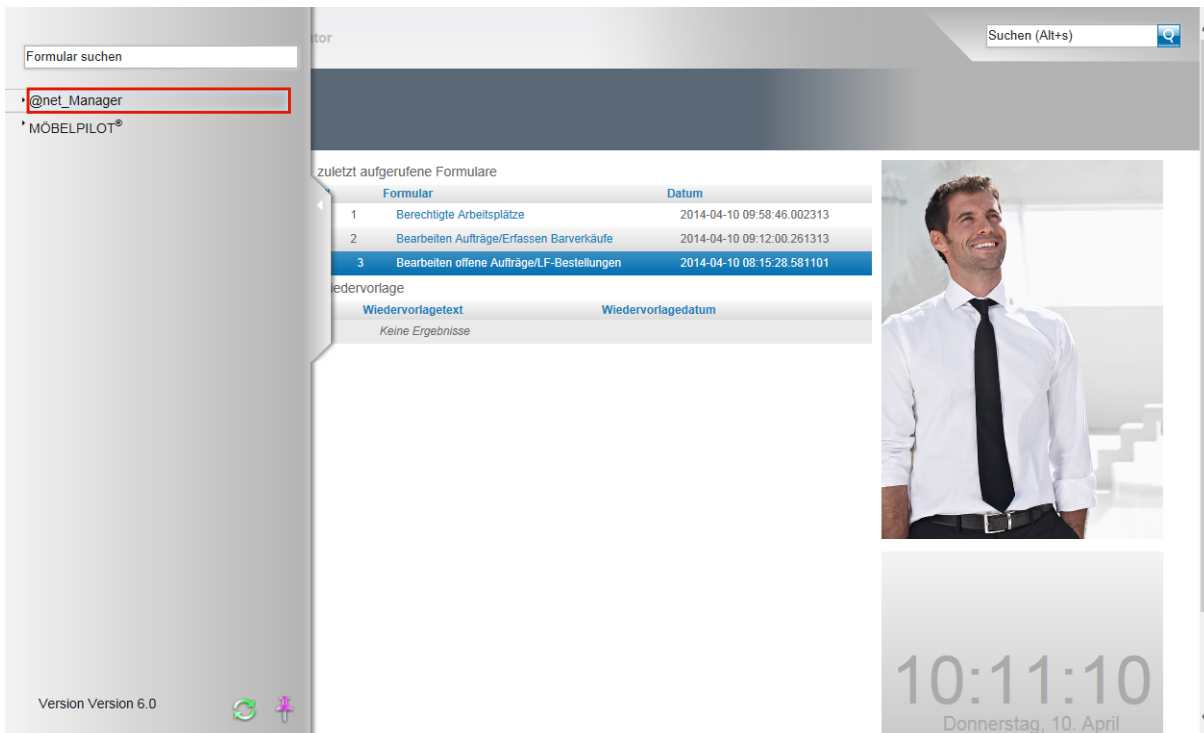 Formular suchen
@net_Manager
MÖBELPILOT®
Version Version 6.0
Suchen (Alt+s)
zuletzt aufgerufene Formulare
Formular Datum
1 Berechtigte Arbeitsplätze 2014-04-10 09:58:46.002313
2 Bearbeiten Aufträge/Erfassen Barverkäufe 2014-04-10 09:12:00.261313
3 Bearbeiten offene Aufträge/LF-Bestellungen 2014-04-10 08:15:28.581101
iedervorlage
Wiedervorlagetext Wiedervorlagedatum
Keine Ergebnisse
10:11:10
Donnerstag, 10. April